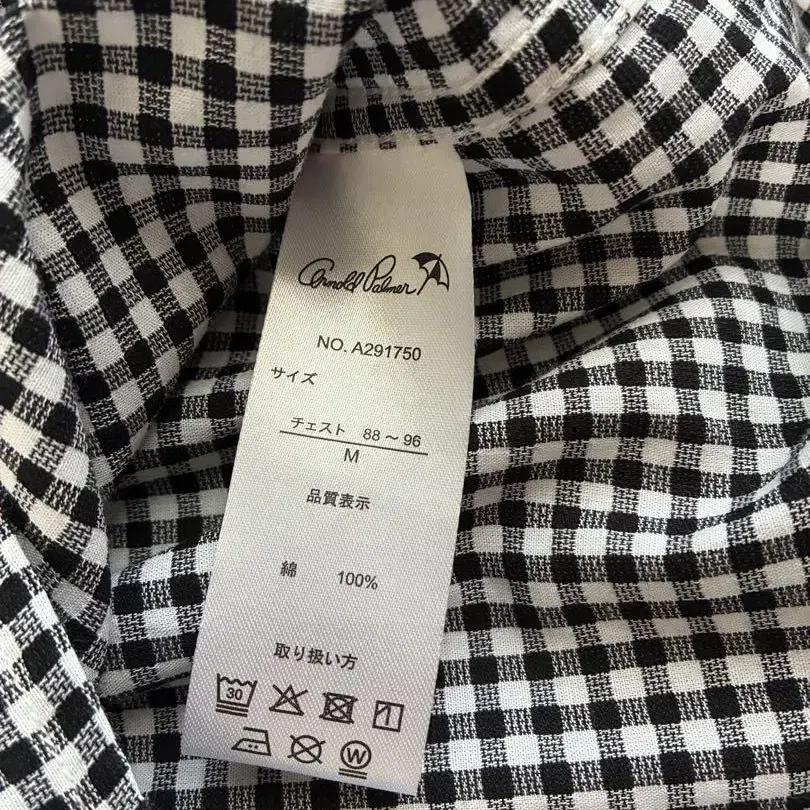 Arnold Palmer
NO. A291750
サイズ
チェスト 88～96
M
品質表示
綿 100%
取り扱い方
30
W